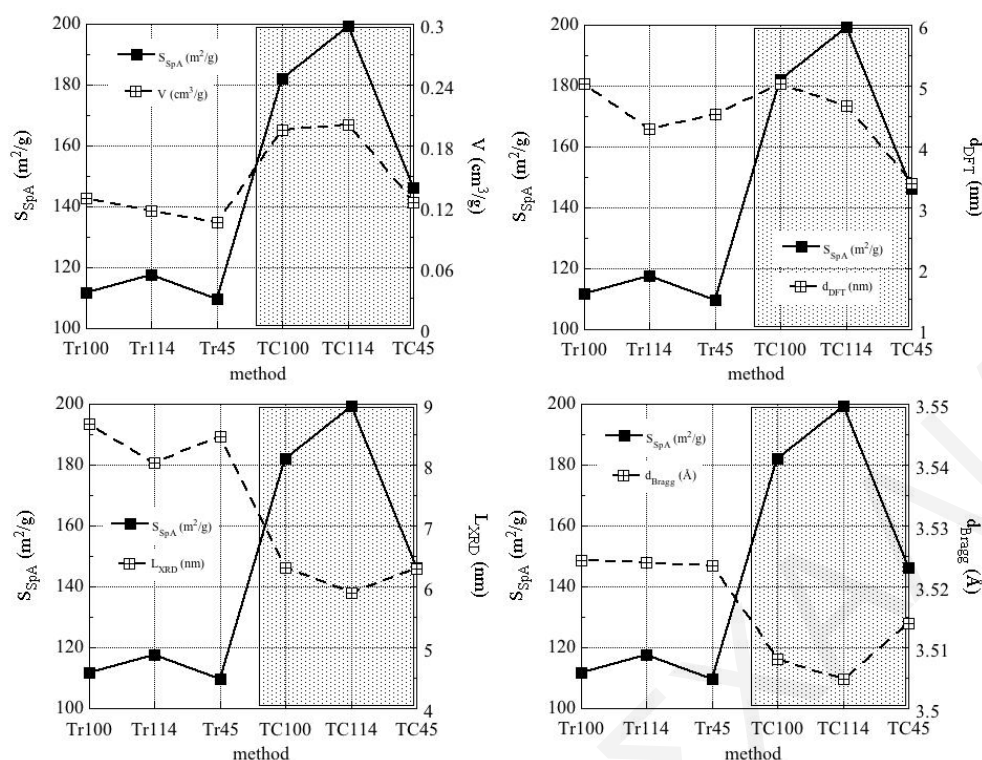 200
180
160
140
120
100
S_SpA (m²/g)
S_SpA (m²/g)
V (cm³/g)
0.3
0.24
0.18
0.12
0.06
0
V (cm³/g)
Tr100 Tr114 Tr45 TC100 TC114 TC45
method
200
180
160
140
120
100
S_SpA (m²/g)
S_SpA (m²/g)
d_DFT (nm)
6
5
4
3
2
1
d_DFT (nm)
Tr100 Tr114 Tr45 TC100 TC114 TC45
method
200
180
160
140
120
100
S_SpA (m²/g)
S_SpA (m²/g)
L_XRD (nm)
9
8
7
6
5
4
L_XRD (nm)
Tr100 Tr114 Tr45 TC100 TC114 TC45
method
200
180
160
140
120
100
S_SpA (m²/g)
S_SpA (m²/g)
d_Bragg (Å)
3.55
3.54
3.53
3.52
3.51
3.5
d_Bragg (Å)
Tr100 Tr114 Tr45 TC100 TC114 TC45
method